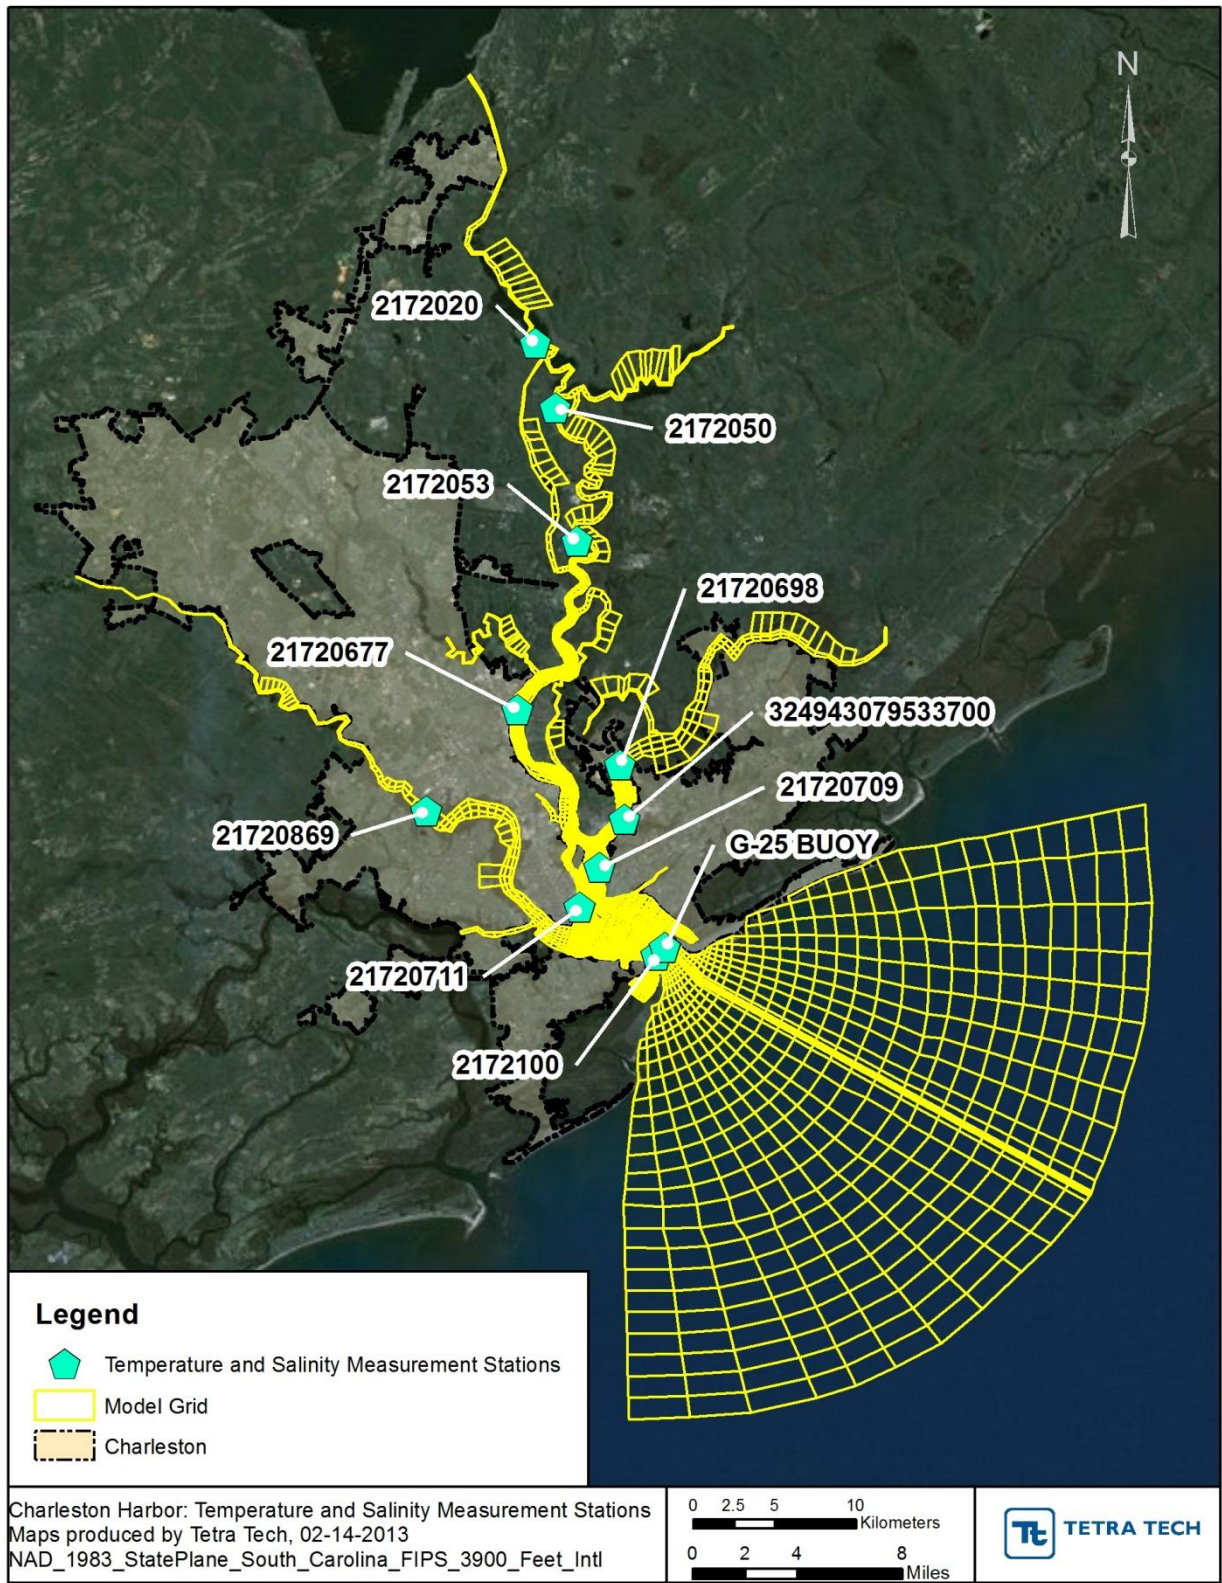 N
2172020
2172050
2172053
21720698
21720677
324943079533700
21720709
21720869
G-25 BUOY
21720711
2172100
Legend
Temperature and Salinity Measurement Stations
Model Grid
Charleston
Charleston Harbor: Temperature and Salinity Measurement Stations
Maps produced by Tetra Tech, 02-14-2013
NAD_1983_StatePlane_South_Carolina_FIPS_3900_Feet_Intl
0 2.5 5 10
Kilometers
0 2 4 8
Miles
Tt TETRA TECH